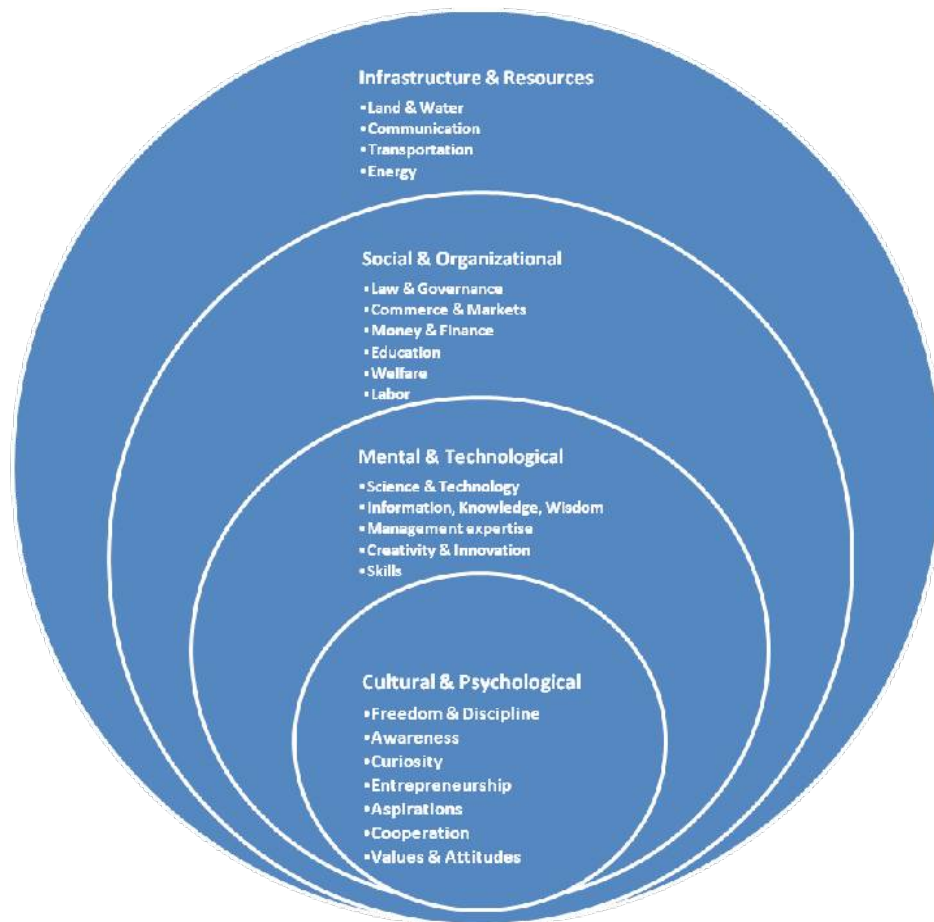 Infrastructure & Resources
▪Land & Water
▪Communication
▪Transportation
▪Energy
Social & Organizational
▪Law & Governance
▪Commerce & Markets
▪Money & Finance
▪Education
▪Welfare
▪Labor
Mental & Technological
▪Science & Technology
▪Information, Knowledge, Wisdom
▪Management expertise
▪Creativity & Innovation
▪Skills
Cultural & Psychological
•Freedom & Discipline
•Awareness
•Curiosity
•Entrepreneurship
•Aspirations
•Cooperation
•Values & Attitudes